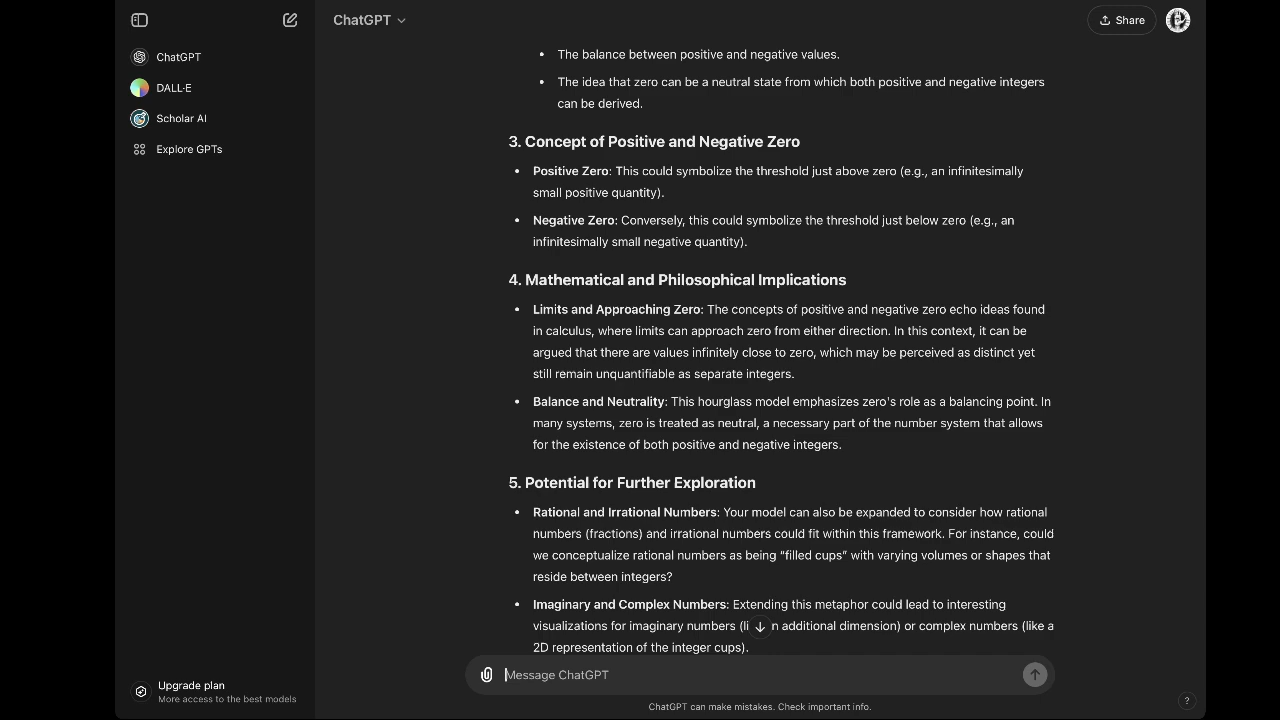 ChatGPT
Share
ChatGPT
DALL·E
Scholar AI
Explore GPTs
• The balance between positive and negative values.
• The idea that zero can be a neutral state from which both positive and negative integers
can be derived.
3. Concept of Positive and Negative Zero
• Positive Zero: This could symbolize the threshold just above zero (e.g., an infinitesimally
small positive quantity).
• Negative Zero: Conversely, this could symbolize the threshold just below zero (e.g., an
infinitesimally small negative quantity).
4. Mathematical and Philosophical Implications
• Limits and Approaching Zero: The concepts of positive and negative zero echo ideas found
in calculus, where limits can approach zero from either direction. In this context, it can be
argued that there are values infinitely close to zero, which may be perceived as distinct yet
still remain unquantifiable as separate integers.
• Balance and Neutrality: This hourglass model emphasizes zero's role as a balancing point. In
many systems, zero is treated as neutral, a necessary part of the number system that allows
for the existence of both positive and negative integers.
5. Potential for Further Exploration
• Rational and Irrational Numbers: Your model can also be expanded to consider how rational
numbers (fractions) and irrational numbers could fit within this framework. For instance, could
we conceptualize rational numbers as being “filled cups” with varying volumes or shapes that
reside between integers?
• Imaginary and Complex Numbers: Extending this metaphor could lead to interesting
visualizations for imaginary numbers additional dimension) or complex numbers (like a
2D representation of the integer cups).
Message ChatGPT
Upgrade plan
More access to the best models
ChatGPT can make mistakes. Check important info.
?